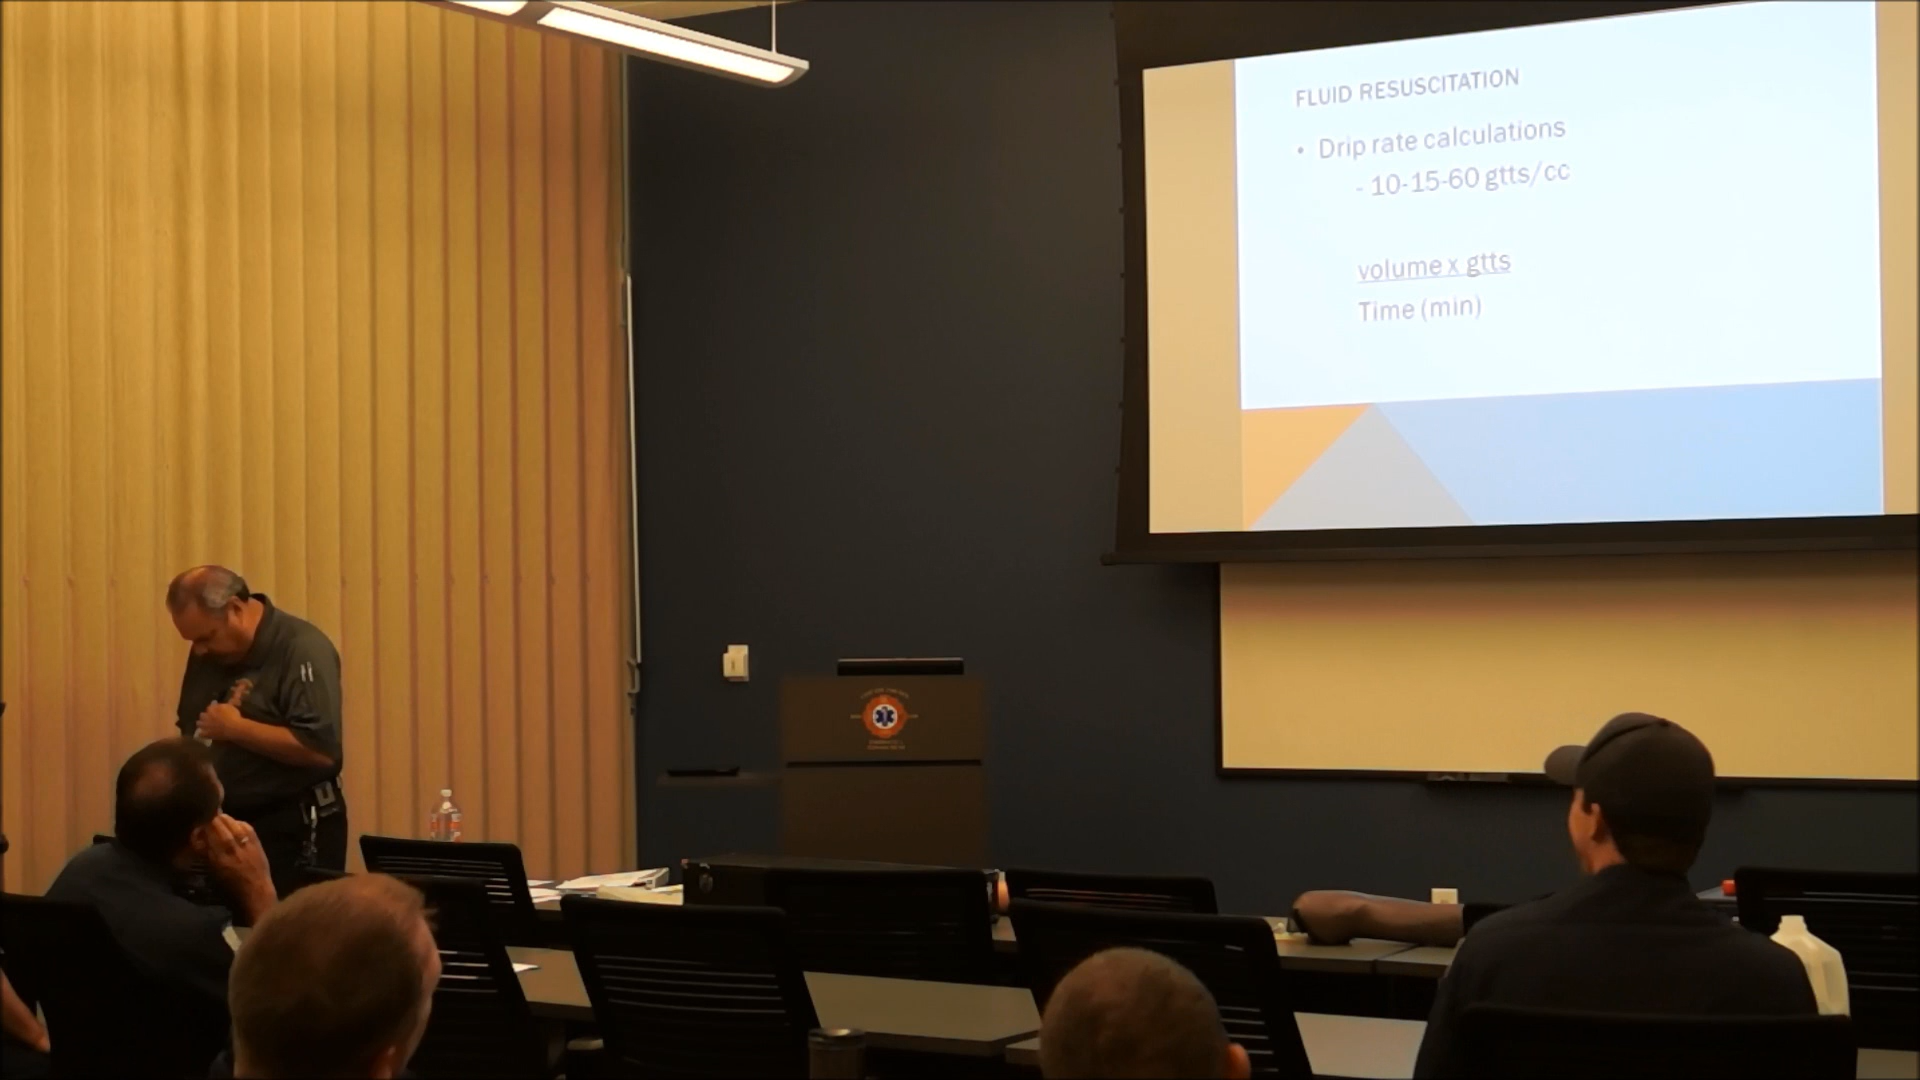 FLUID RESUSCITATION
• Drip rate calculations
- 10-15-60 gtts/cc
volume x gtts
Time (min)